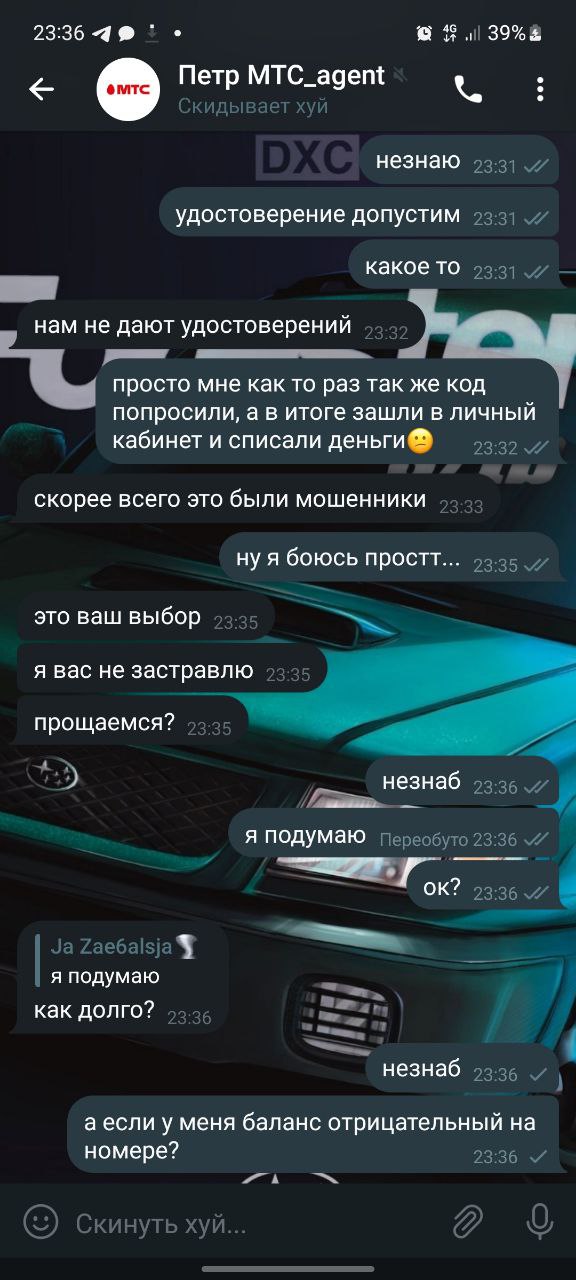 23:36 4G 39%
МТС
Петр МТС_agent
Скидывает хуй
DXC
незнаю 23:31
удостоверение допустим 23:31
какое то 23:31
нам не дают удостоверений 23:32
просто мне как то раз так же код
попросили, а в итоге зашли в личный
кабинет и списали деньги😕 23:32
скорее всего это были мошенники 23:33
ну я боюсь простт... 23:35
это ваш выбор 23:35
я вас не застравлю 23:35
прощаемся? 23:35
незнаб 23:36
я подумаю Переобуто 23:36
ок? 23:36
Ja Zae6alsja
я подумаю
как долго? 23:36
незнаб 23:36
а если у меня баланс отрицательный на
номере? 23:36
Скинуть хуй...